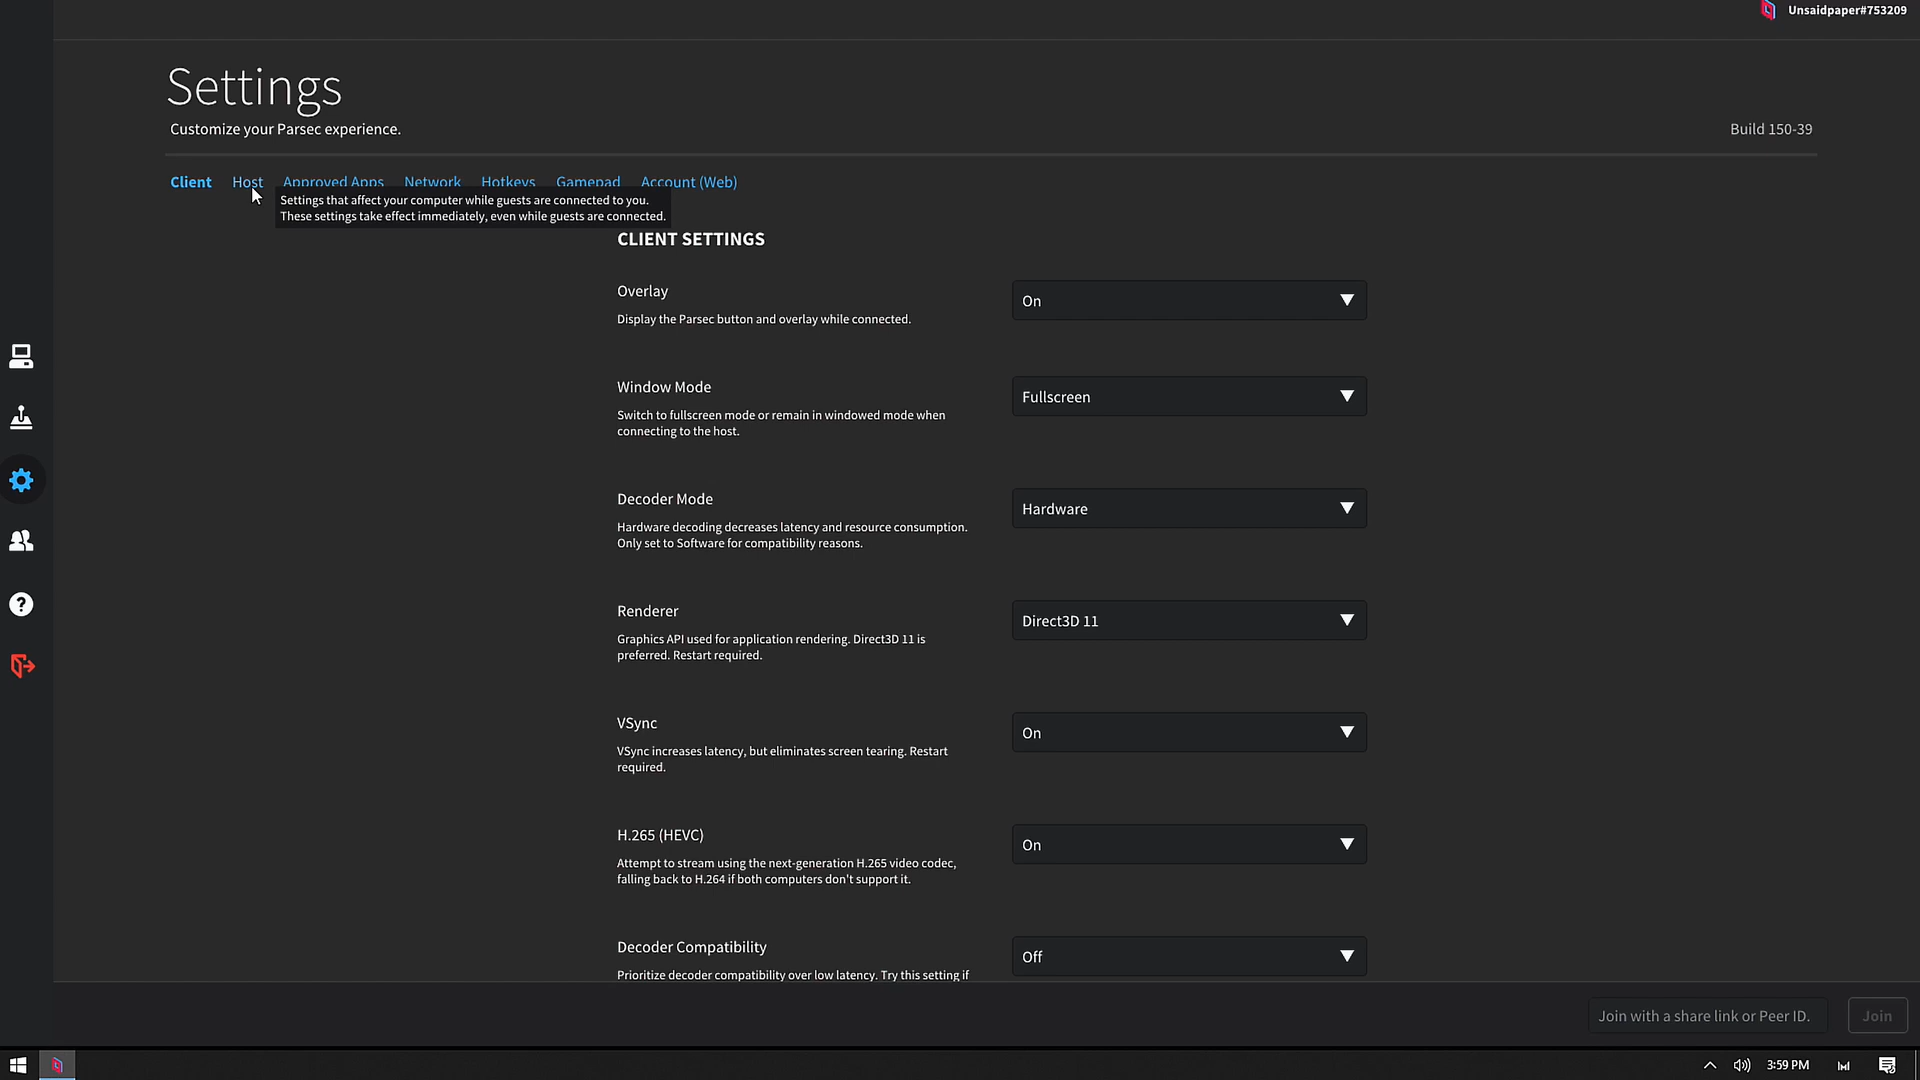 Unsaidpaper#753209
Settings
Customize your Parsec experience.
Build 150-39
Client Host Approved Apps Network Hotkeys Gamepad Account (Web)
Settings that affect your computer while guests are connected to you.
These settings take effect immediately, even while guests are connected.
CLIENT SETTINGS
Overlay
On
Display the Parsec button and overlay while connected.
Window Mode
Fullscreen
Switch to fullscreen mode or remain in windowed mode when
connecting to the host.
Decoder Mode
Hardware
Hardware decoding decreases latency and resource consumption.
Only set to Software for compatibility reasons.
Renderer
Direct3D 11
Graphics API used for application rendering. Direct3D 11 is
preferred. Restart required.
VSync
On
VSync increases latency, but eliminates screen tearing. Restart
required.
H.265 (HEVC)
On
Attempt to stream using the next-generation H.265 video codec,
falling back to H.264 if both computers don't support it.
Decoder Compatibility
Off
Prioritize decoder compatibility over low latency. Try this setting if
Join with a share link or Peer ID.
Join
3:59 PM